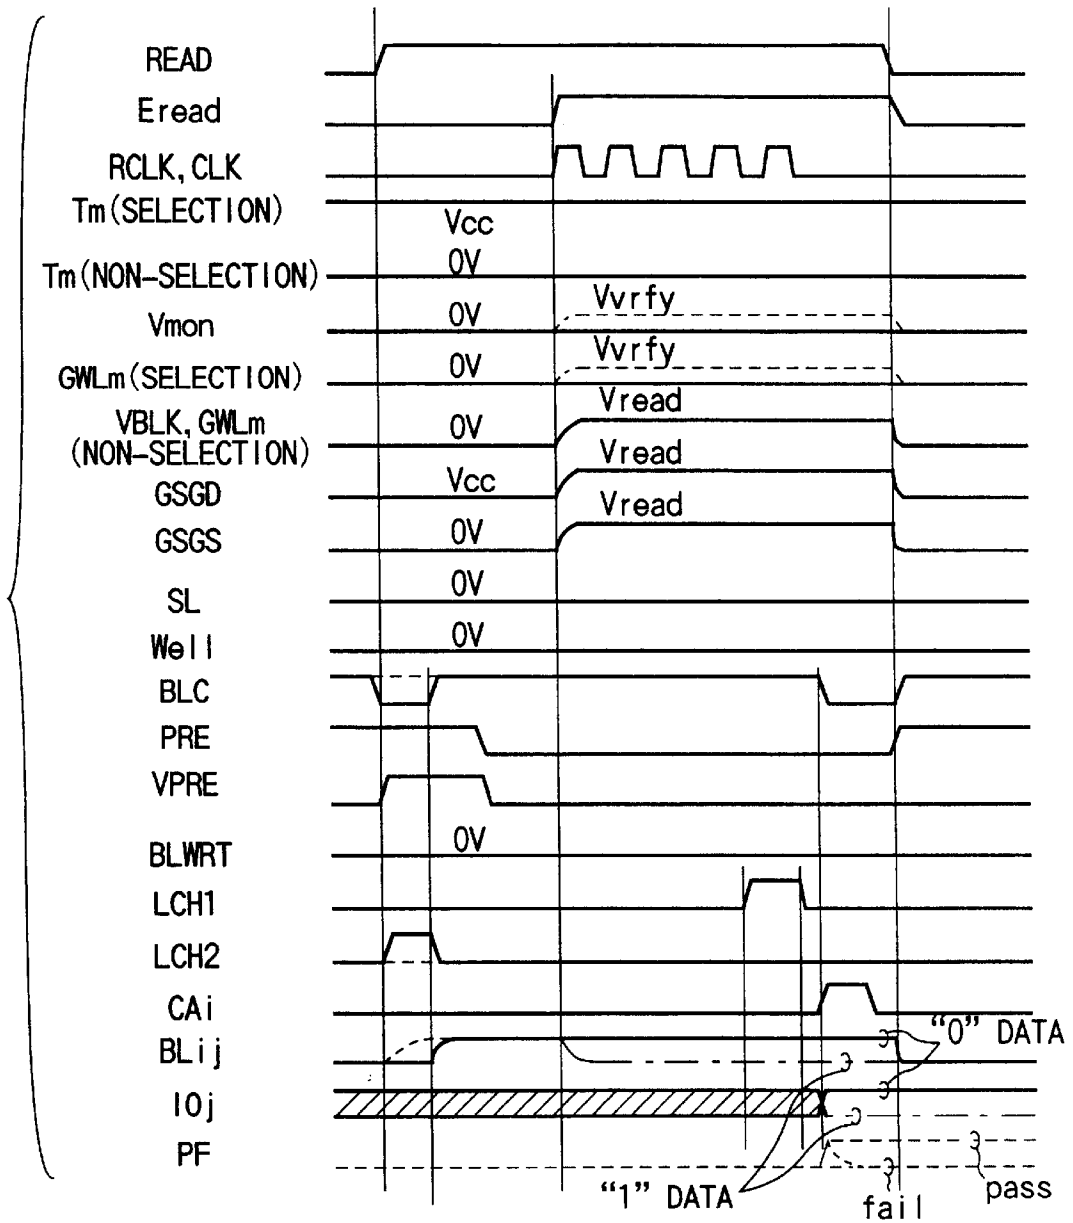 READ
Eread
RCLK, CLK
Tm(SELECTION)
Vcc
0V
Tm(NON-SELECTION)
Vmon
0V
Vvrfy
GWLm(SELECTION)
0V
Vvrfy
VBLK, GWLm
(NON-SELECTION)
0V
Vread
GSGD
Vcc
Vread
GSGS
0V
Vread
SL
0V
Well
0V
BLC
PRE
VPRE
BLWRT
0V
LCH1
LCH2
CAi
BLij
“0” DATA
IOj
PF
“1” DATA
fail
pass